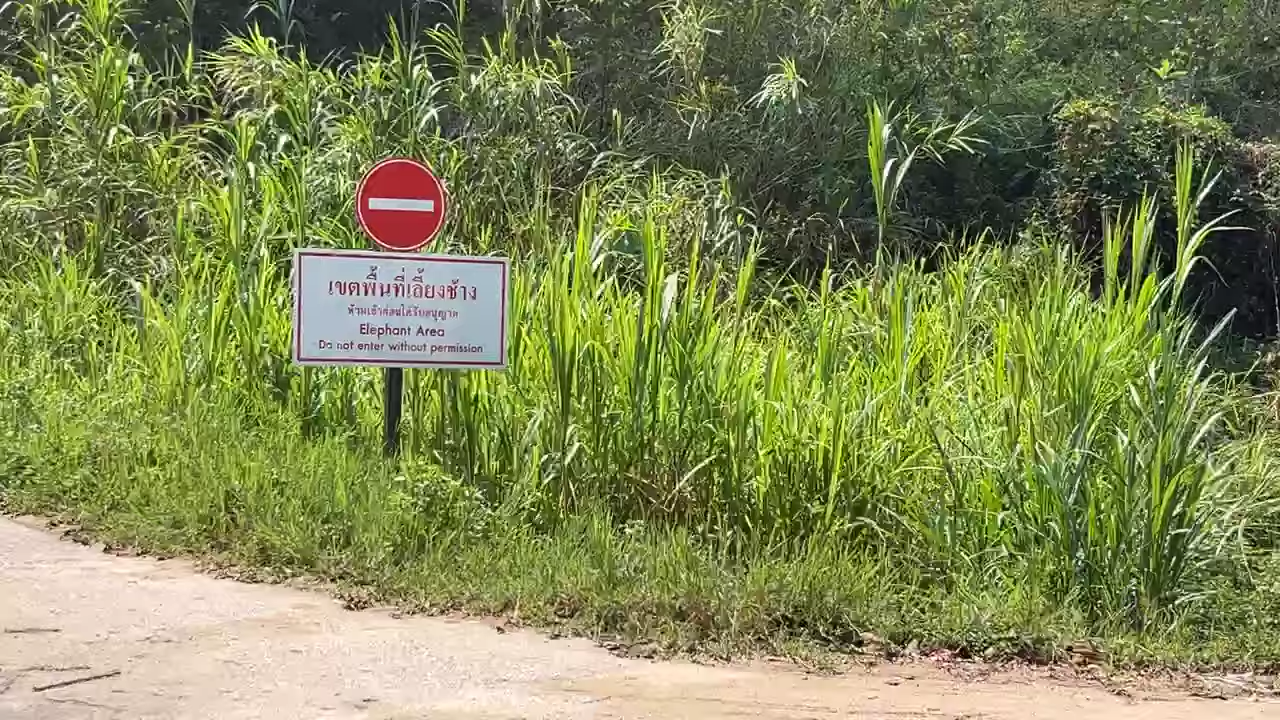 เขตพื้นที่เลี้ยงช้าง
ห้ามเข้าก่อนได้รับอนุญาต
Elephant Area
Do not enter without permission